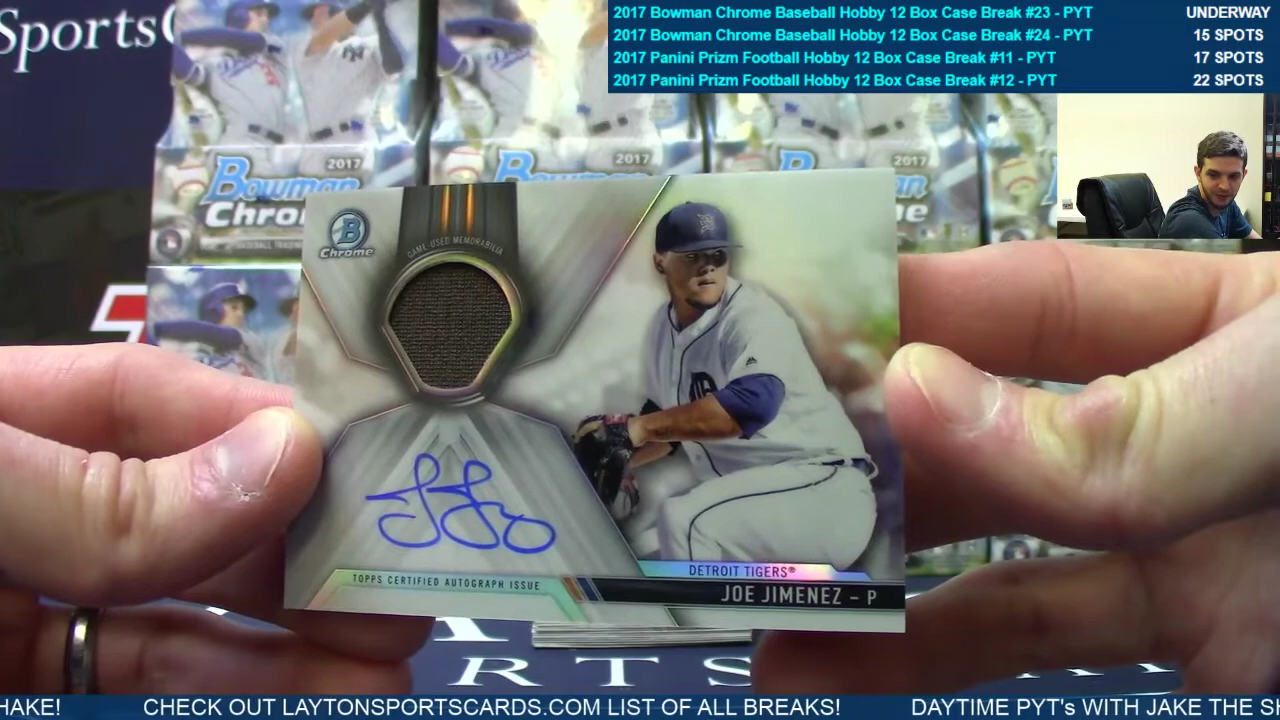 Sports
2017 Bowman Chrome Baseball Hobby 12 Box Case Break #23 - PYT UNDERWAY
2017 Bowman Chrome Baseball Hobby 12 Box Case Break #24 - PYT 15 SPOTS
2017 Panini Prizm Football Hobby 12 Box Case Break #11 - PYT 17 SPOTS
2017 Panini Prizm Football Hobby 12 Box Case Break #12 - PYT 22 SPOTS
2017 2017 2017
Bowman
Chro
B
Chrome
GAME-USED MEMORABILIA
TOPPS CERTIFIED AUTOGRAPH ISSUE
DETROIT TIGERS®
JOE JIMENEZ - P
RTS
HAKE! CHECK OUT LAYTONSPORTSCARDS.COM LIST OF ALL BREAKS! DAYTIME PYT's WITH JAKE THE SH